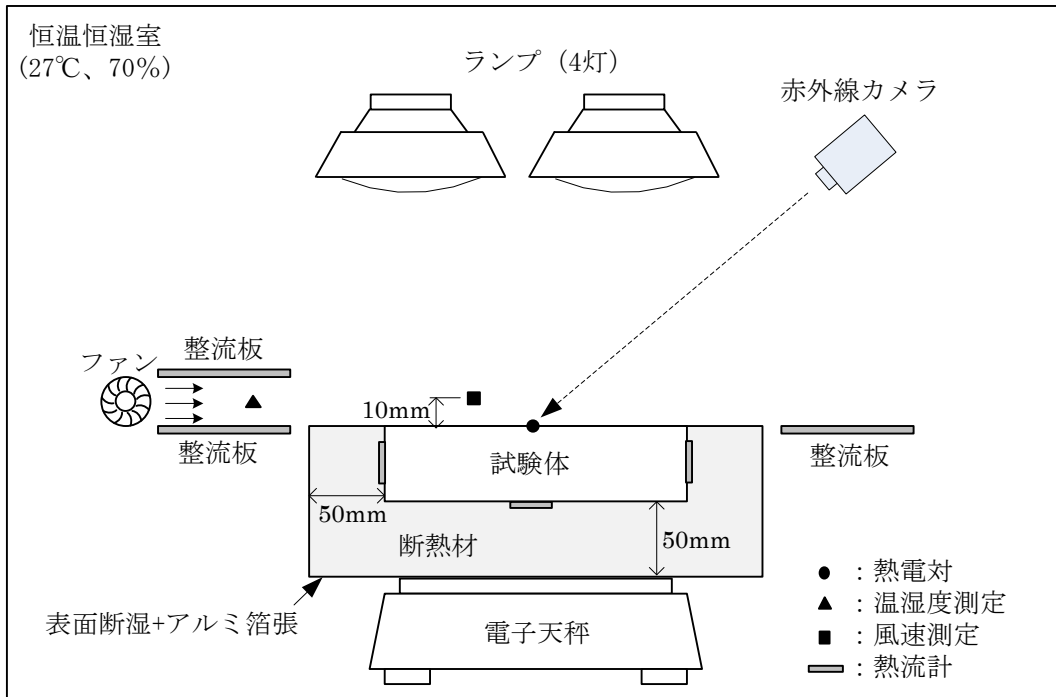 恒温恒湿室
(27℃、70%)
ランプ（4灯）
赤外線カメラ
ファン
整流板
整流板
10mm
試験体
整流板
50mm
断熱材
50mm
表面断湿+アルミ箔張
電子天秤
：熱電対
：温湿度測定
：風速測定
：熱流計